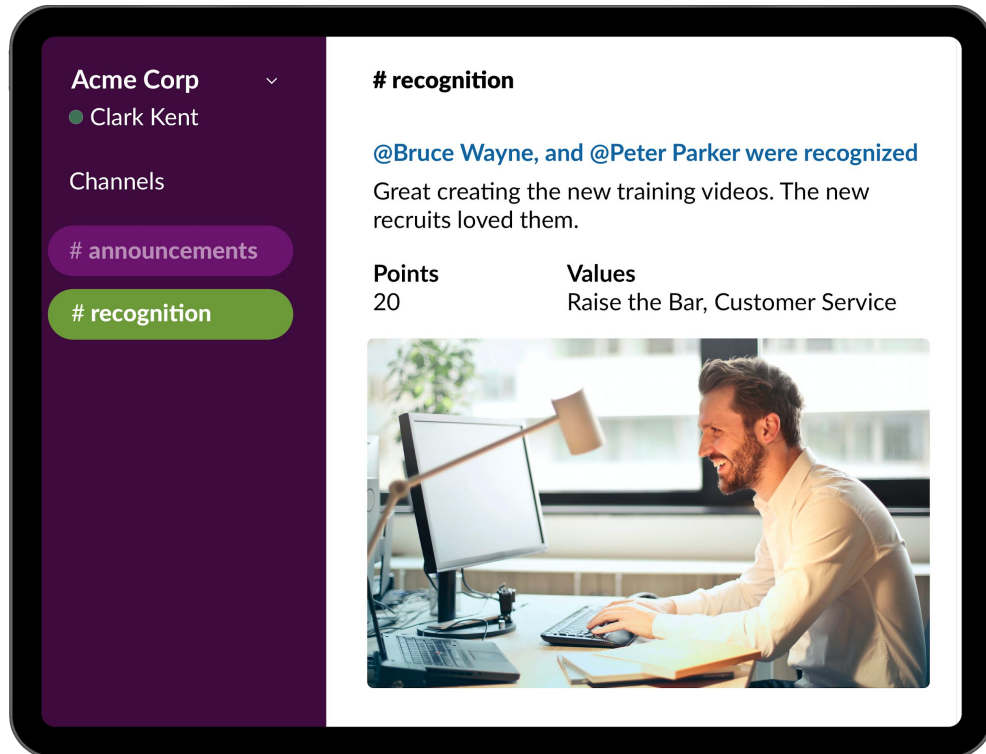 Acme Corp
Clark Kent
Channels
# announcements
# recognition
# recognition
@Bruce Wayne, and @Peter Parker were recognized
Great creating the new training videos. The new
recruits loved them.
Points
20
Values
Raise the Bar, Customer Service